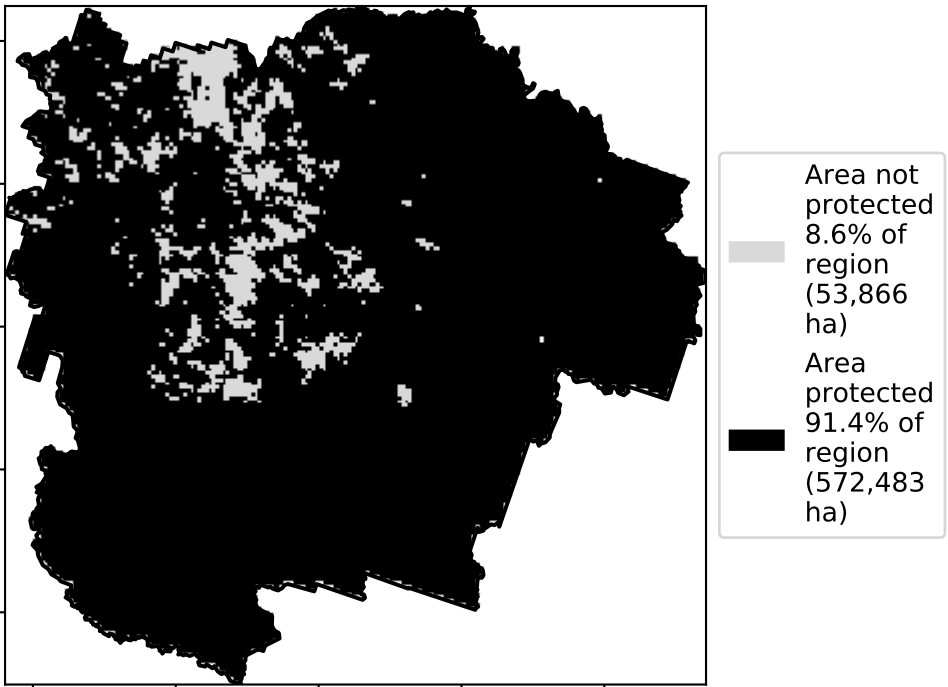 Area not
protected
8.6% of
region
(53,866
ha)
Area
protected
91.4% of
region
(572,483
ha)